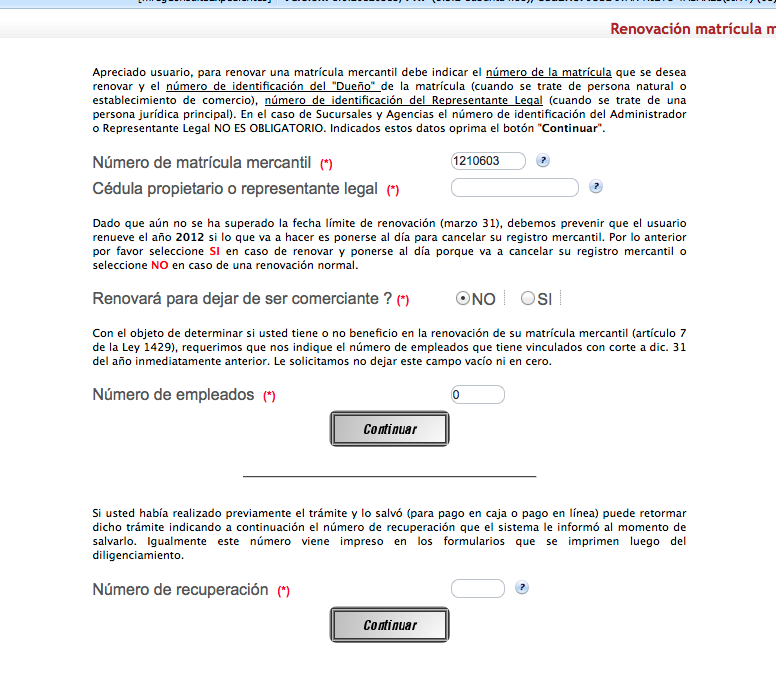 Renovación matrícula m
Apreciado usuario, para renovar una matrícula mercantil debe indicar el número de la matrícula que se desea
renovar y el número de identificación del "Dueño" de la matrícula (cuando se trate de persona natural o
establecimiento de comercio), número de identificación del Representante Legal (cuando se trate de una
persona jurídica principal). En el caso de Sucursales y Agencias el número de identificación del Administrador
o Representante Legal NO ES OBLIGATORIO. Indicados estos datos oprima el botón "Continuar".
Número de matrícula mercantil (*) 1210603 ?
Cédula propietario o representante legal (*) ?
Dado que aún no se ha superado la fecha límite de renovación (marzo 31), debemos prevenir que el usuario
renueve el año 2012 si lo que va a hacer es ponerse al día para cancelar su registro mercantil. Por lo anterior
por favor seleccione SI en caso de renovar y ponerse al día porque va a cancelar su registro mercantil o
seleccione NO en caso de una renovación normal.
Renovará para dejar de ser comerciante ? (*) NO SI
Con el objeto de determinar si usted tiene o no beneficio en la renovación de su matrícula mercantil (artículo 7
de la Ley 1429), requerimos que nos indique el número de empleados que tiene vinculados con corte a dic. 31
del año inmediatamente anterior. Le solicitamos no dejar este campo vacío ni en cero.
Número de empleados (*) 0
Continuar
Si usted había realizado previamente el trámite y lo salvó (para pago en caja o pago en línea) puede retormar
dicho trámite indicando a continuación el número de recuperación que el sistema le informó al momento de
salvarlo. Igualmente este número viene impreso en los formularios que se imprimen luego del
diligenciamiento.
Número de recuperación (*) ?
Continuar